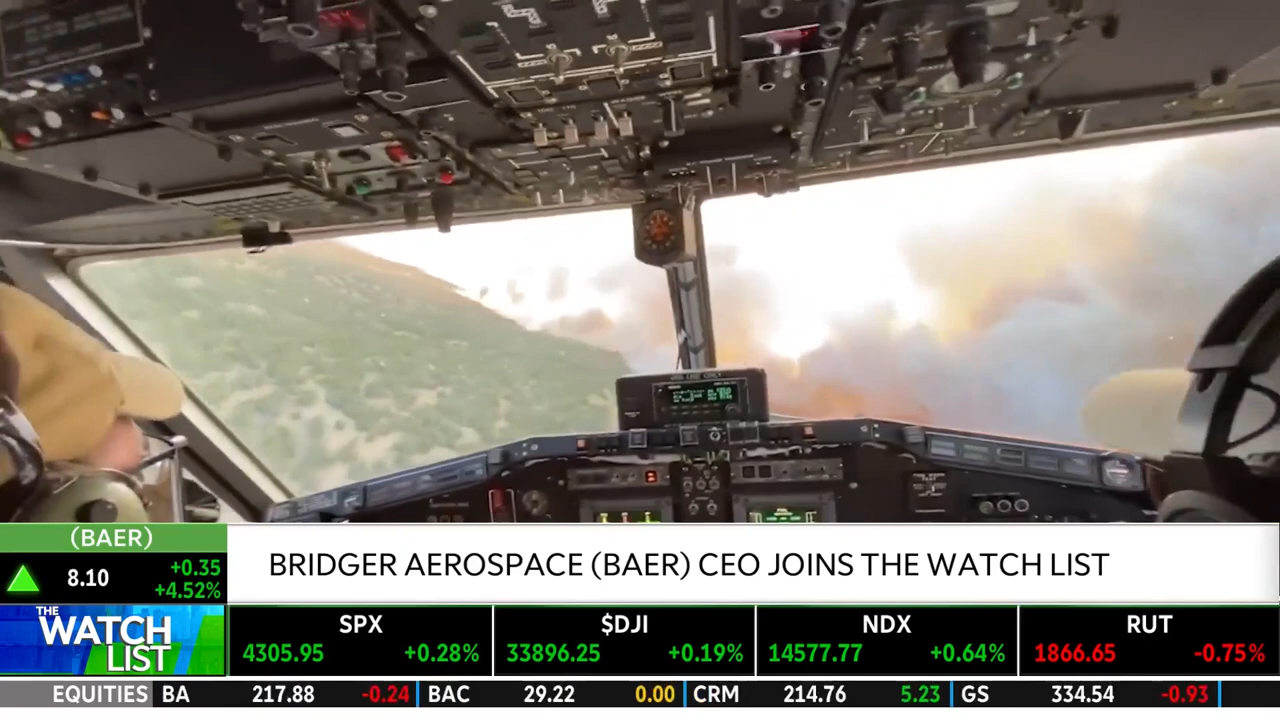 (BAER)
8.10
+0.35
+4.52%
BRIDGER AEROSPACE (BAER) CEO JOINS THE WATCH LIST
THE
WATCH
LIST
SPX
4305.95 +0.28%
$DJI
33896.25 +0.19%
NDX
14577.77 +0.64%
RUT
1866.65 -0.75%
EQUITIES BA 217.88 -0.24 BAC 29.22 0.00 CRM 214.76 5.23 GS 334.54 -0.93